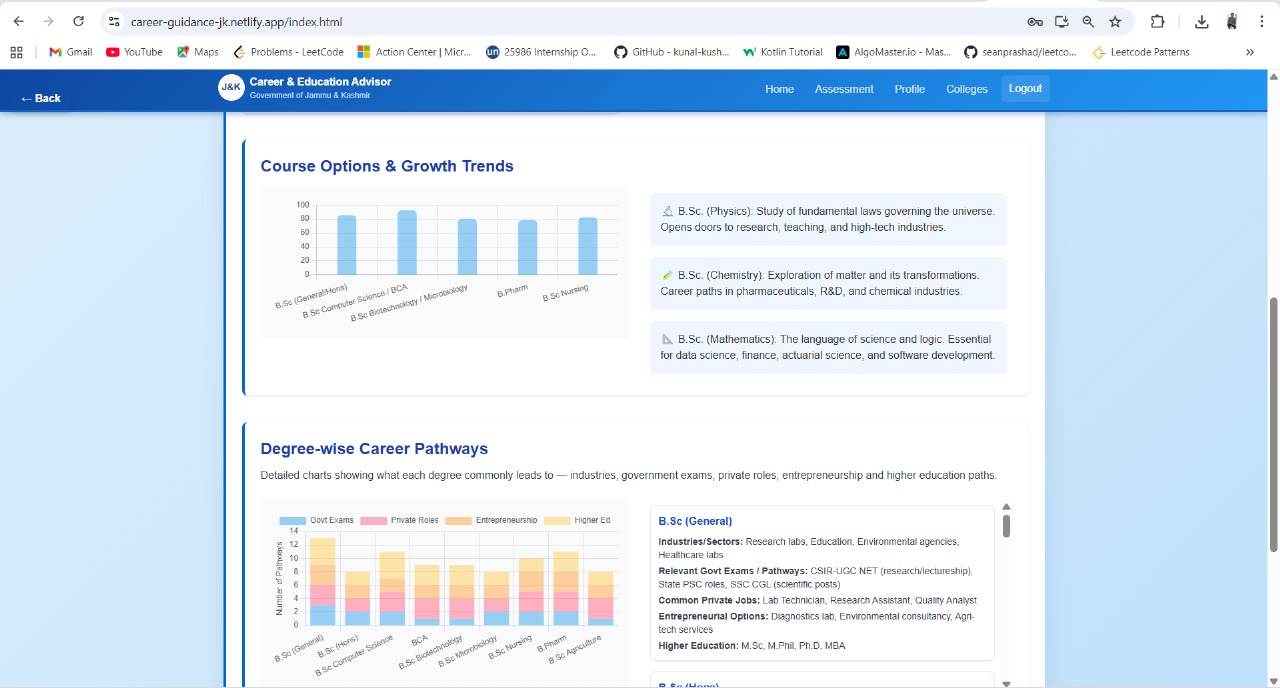 career-guidance-jk.netlify.app/index.html
Gmail
YouTube
Maps
Problems - LeetCode
Action Center | Micr...
25986 Internship O...
GitHub - kunal-kush...
Kotlin Tutorial
AlgoMaster.io - Mas...
seanprashad/leetco...
Leetcode Patterns
»
← Back
J&K
Career & Education Advisor
Government of Jammu & Kashmir
Home
Assessment
Profile
Colleges
Logout
Course Options & Growth Trends
100
80
60
40
20
0
B.Sc (General/Hons)
B.Sc Computer Science / BCA
B.Sc Biotechnology / Microbiology
B.Pharm
B.Sc Nursing
B.Sc. (Physics): Study of fundamental laws governing the universe.
Opens doors to research, teaching, and high-tech industries.
B.Sc. (Chemistry): Exploration of matter and its transformations.
Career paths in pharmaceuticals, R&D, and chemical industries.
B.Sc. (Mathematics): The language of science and logic. Essential
for data science, finance, actuarial science, and software development.
Degree-wise Career Pathways
Detailed charts showing what each degree commonly leads to — industries, government exams, private roles, entrepreneurship and higher education paths.
Govt Exams
Private Roles
Entrepreneurship
Higher Ed
Number of Pathways
14
12
10
8
6
4
2
0
B.Sc (General)
B.Sc (Hons)
B.Sc Computer Science
BCA
B.Sc Biotechnology
B.Sc Microbiology
B.Sc Nursing
B.Pharm
B.Sc Agriculture
B.Sc (General)
Industries/Sectors: Research labs, Education, Environmental agencies,
Healthcare labs
Relevant Govt Exams / Pathways: CSIR-UGC NET (research/lectureship),
State PSC roles, SSC CGL (scientific posts)
Common Private Jobs: Lab Technician, Research Assistant, Quality Analyst
Entrepreneurial Options: Diagnostics lab, Environmental consultancy, Agri-
tech services
Higher Education: M.Sc, M.Phil, Ph.D, MBA
B.Sc (Hons)